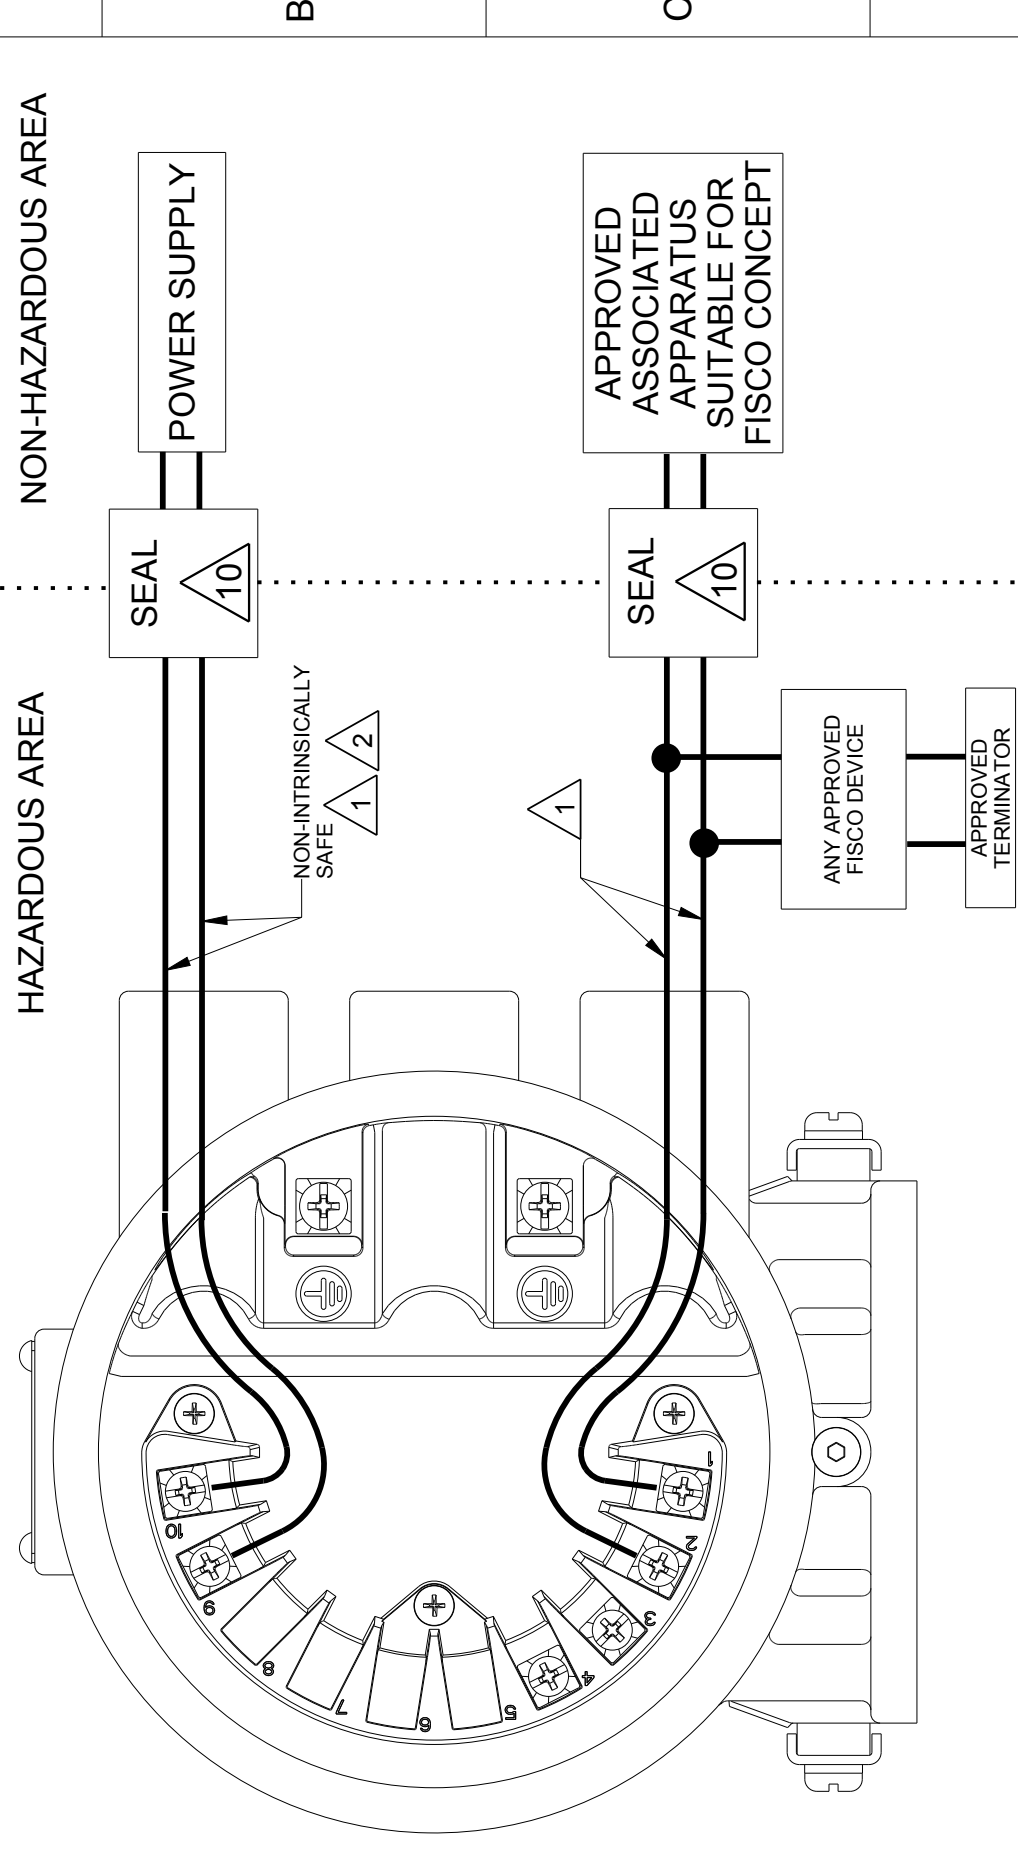 B
C
NON-HAZARDOUS AREA
HAZARDOUS AREA
POWER SUPPLY
SEAL
10
NON-INTRINSICALLY
SAFE
1
2
APPROVED
ASSOCIATED
APPARATUS
SUITABLE FOR
FISCO CONCEPT
SEAL
10
1
ANY APPROVED
FISCO DEVICE
APPROVED
TERMINATOR
10
9
8
7
6
5
4
3
2
1